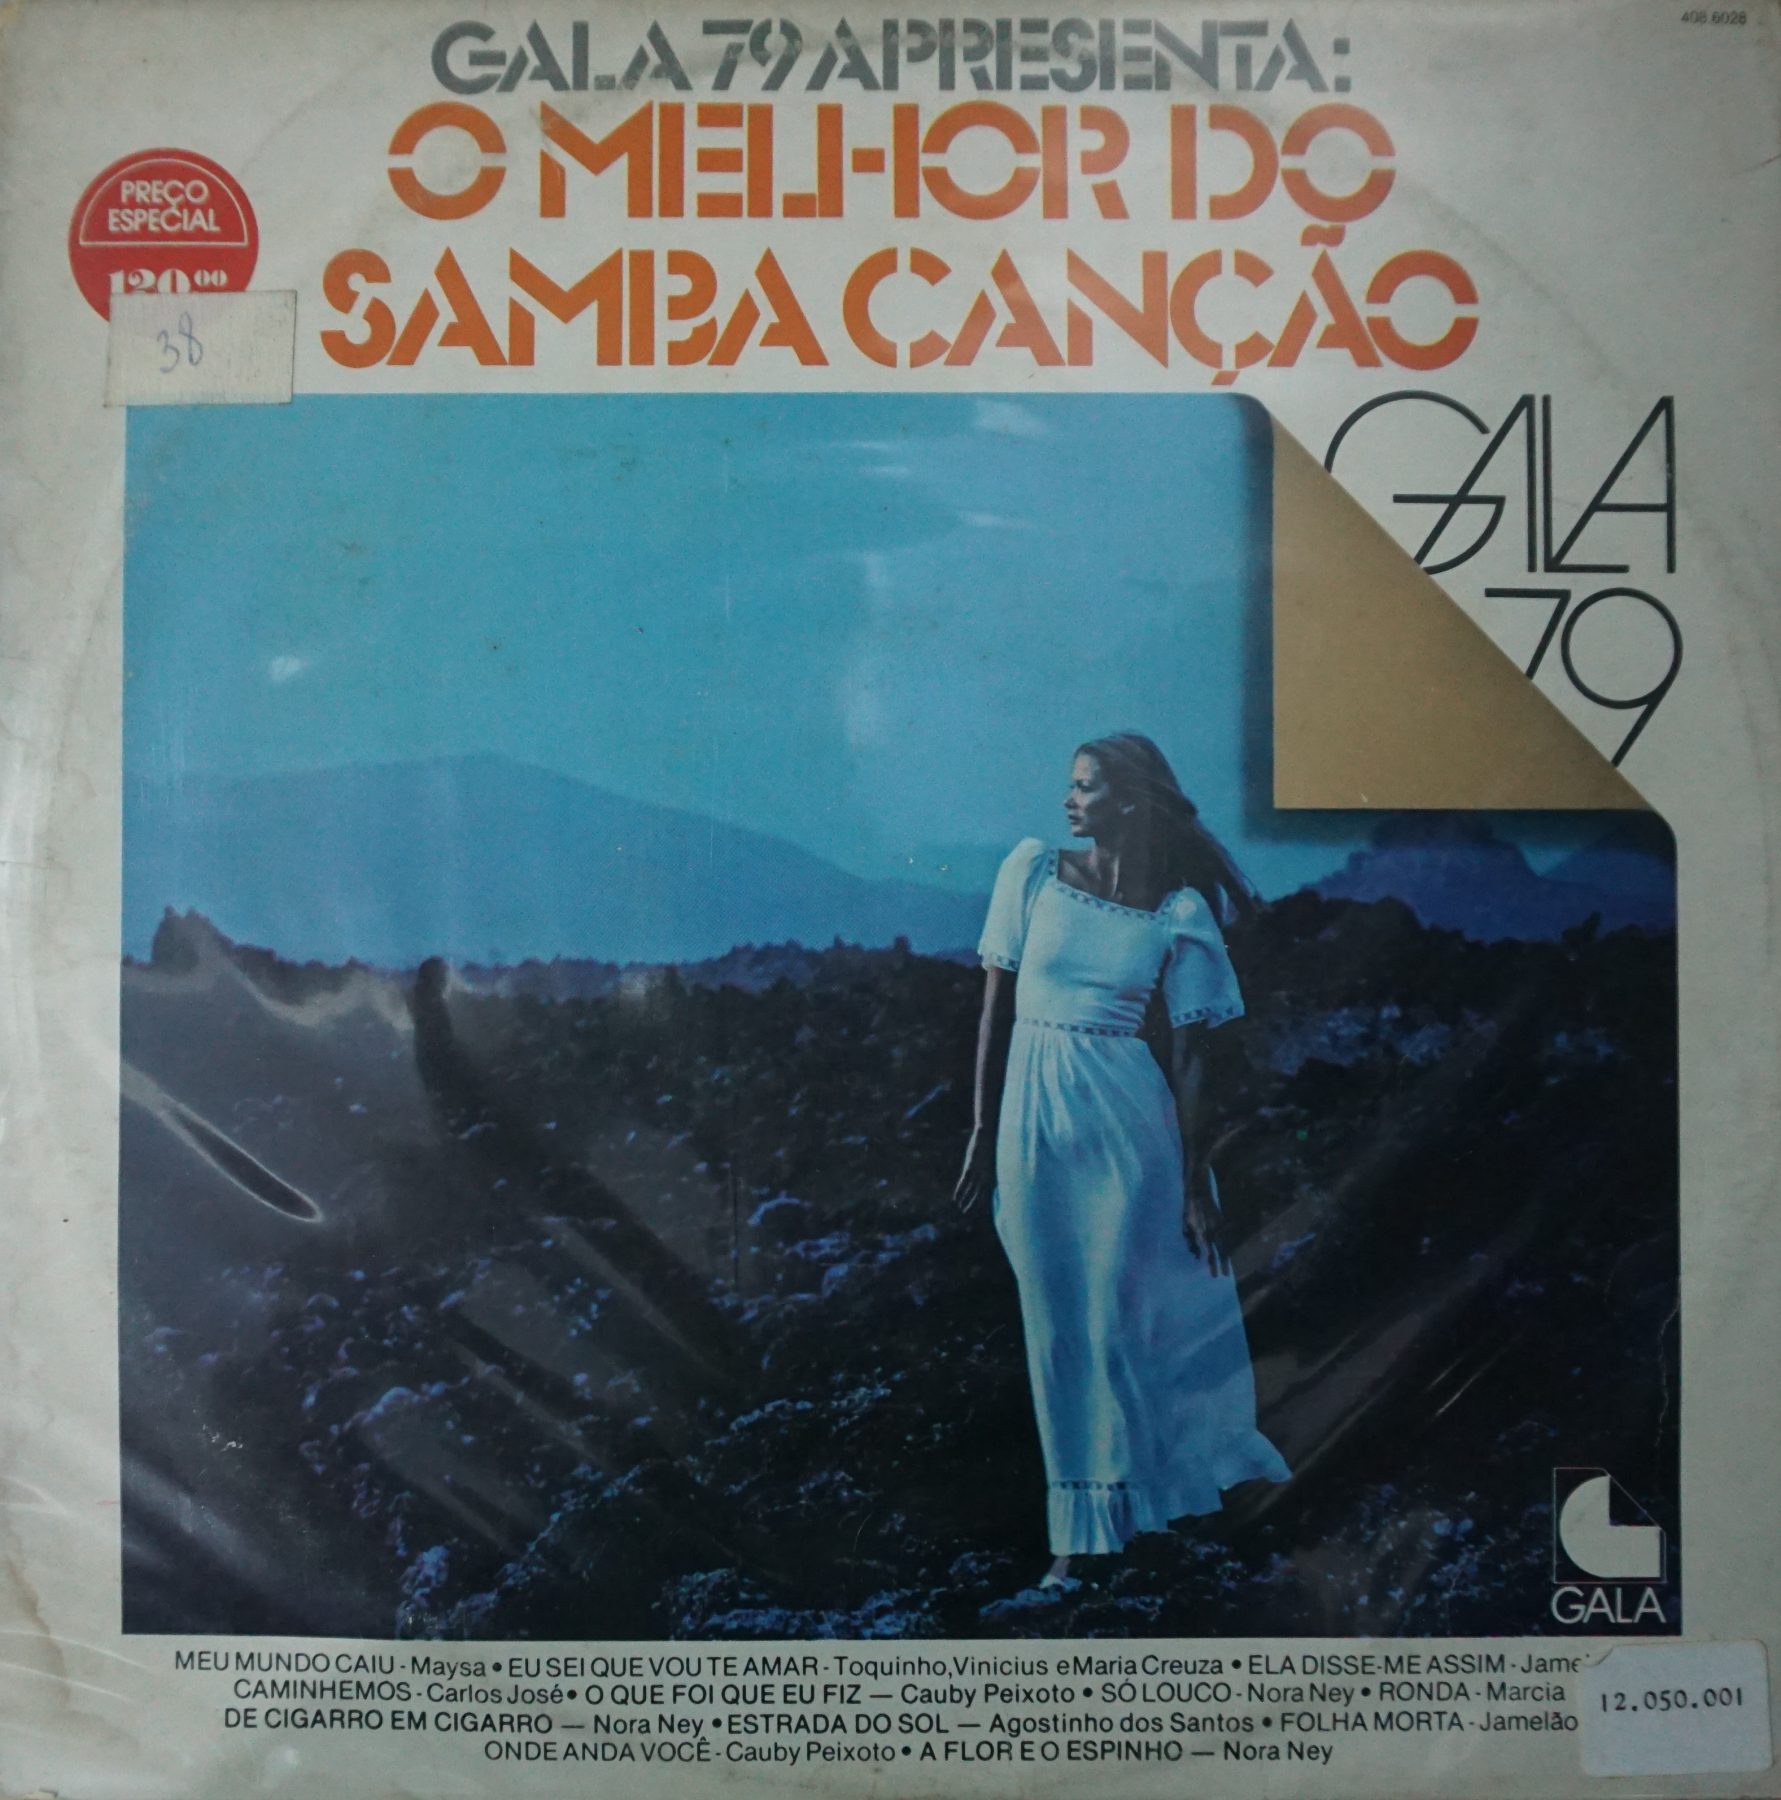 408.6028
GALA 79 APRESENTA:
O MELHOR DO
SAMBA CANÇÃO
PREÇO
ESPECIAL
120,00
38
GALA
79
GALA
MEU MUNDO CAIU - Maysa • EU SEI QUE VOU TE AMAR - Toquinho, Vinicius e Maria Creuza • ELA DISSE-ME ASSIM - Jame
CAMINHEMOS - Carlos José • O QUE FOI QUE EU FIZ — Cauby Peixoto • SÓ LOUCO - Nora Ney • RONDA - Marcia
DE CIGARRO EM CIGARRO — Nora Ney • ESTRADA DO SOL — Agostinho dos Santos • FOLHA MORTA - Jamelão
ONDE ANDA VOCÊ - Cauby Peixoto • A FLOR E O ESPINHO — Nora Ney
12.050.001